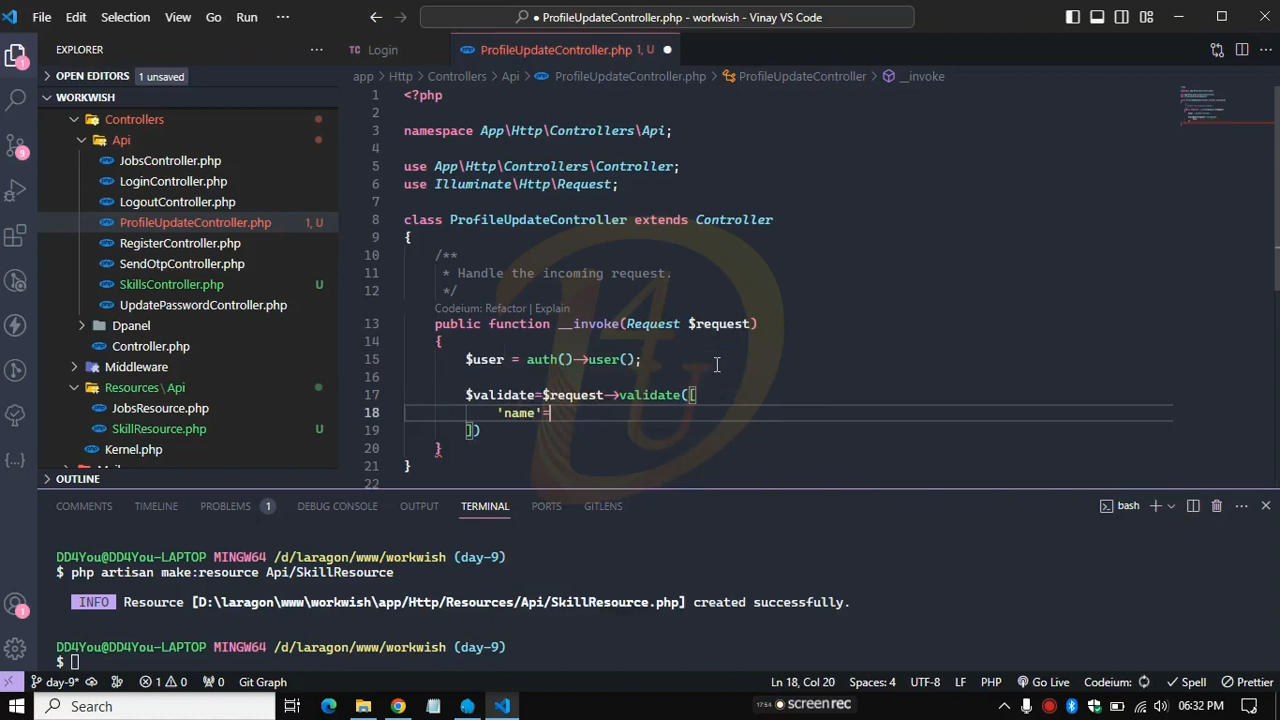 File Edit Selection View Go Run ··· ProfileUpdateController.php - workwish - Vinay VS Code
EXPLORER ···
OPEN EDITORS 1 unsaved
WORKWISH
Controllers
Api
JobsController.php
LoginController.php
LogoutController.php
ProfileUpdateController.php 1, U
RegisterController.php
SendOtpController.php
SkillsController.php U
UpdatePasswordController.php
Dpanel
Controller.php
Middleware
Resources\Api
JobsResource.php
SkillResource.php U
Kernel.php
OUTLINE
Login ProfileUpdateController.php 1, U
app > Http > Controllers > Api > ProfileUpdateController.php > ProfileUpdateController > __invoke
1 <?php
2
3 namespace App\Http\Controllers\Api;
4
5 use App\Http\Controllers\Controller;
6 use Illuminate\Http\Request;
7
8 class ProfileUpdateController extends Controller
9 {
10 /**
11 * Handle the incoming request.
12 */
Codeium: Refactor | Explain
13 public function __invoke(Request $request)
14 {
15 $user = auth()->user();
16
17 $validate=$request->validate([
18 'name'=
19 ])
20 }
21 }
22
COMMENTS TIMELINE PROBLEMS 1 DEBUG CONSOLE OUTPUT TERMINAL PORTS GITLENS bash
DD4You@DD4You-LAPTOP MINGW64 /d/laragon/www/workwish (day-9)
$ php artisan make:resource Api/SkillResource
INFO Resource [D:\laragon\www\workwish\app/Http/Resources/Api/SkillResource.php] created successfully.
DD4You@DD4You-LAPTOP MINGW64 /d/laragon/www/workwish (day-9)
$
day-9* 1 0 0 Git Graph Ln 18, Col 20 Spaces: 4 UTF-8 LF PHP Go Live Codeium: Spell Prettier
Search 17:54 screen rec 06:32 PM